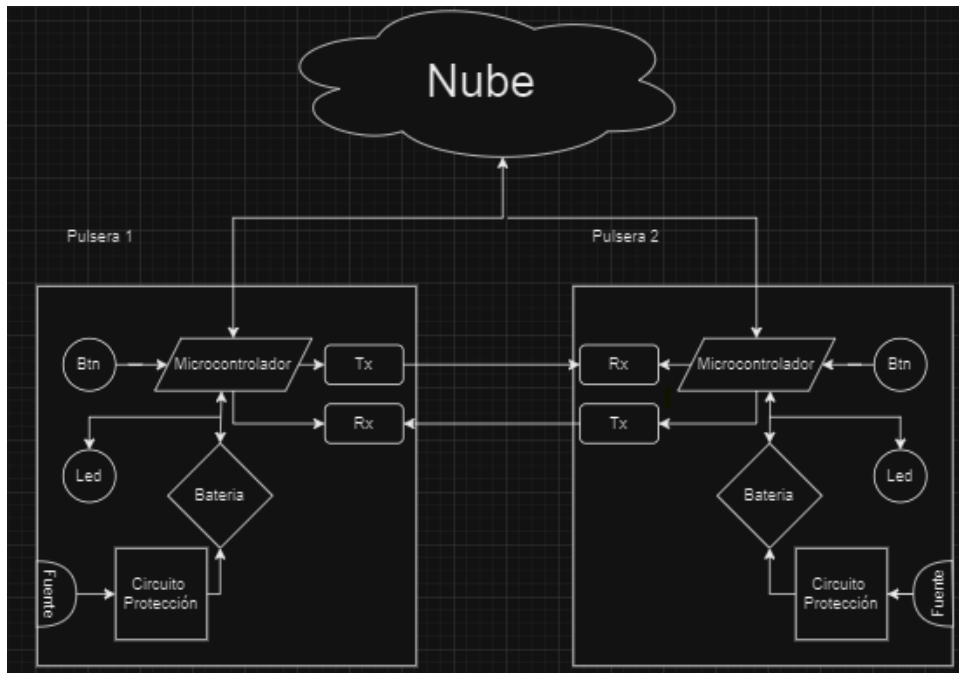 Nube
Pulsera 1
Pulsera 2
Btn
Microcontrolador
Tx
Rx
Microcontrolador
Btn
Rx
Tx
Led
Bateria
Bateria
Led
Fuente
Circuito
Protección
Circuito
Protección
Fuente